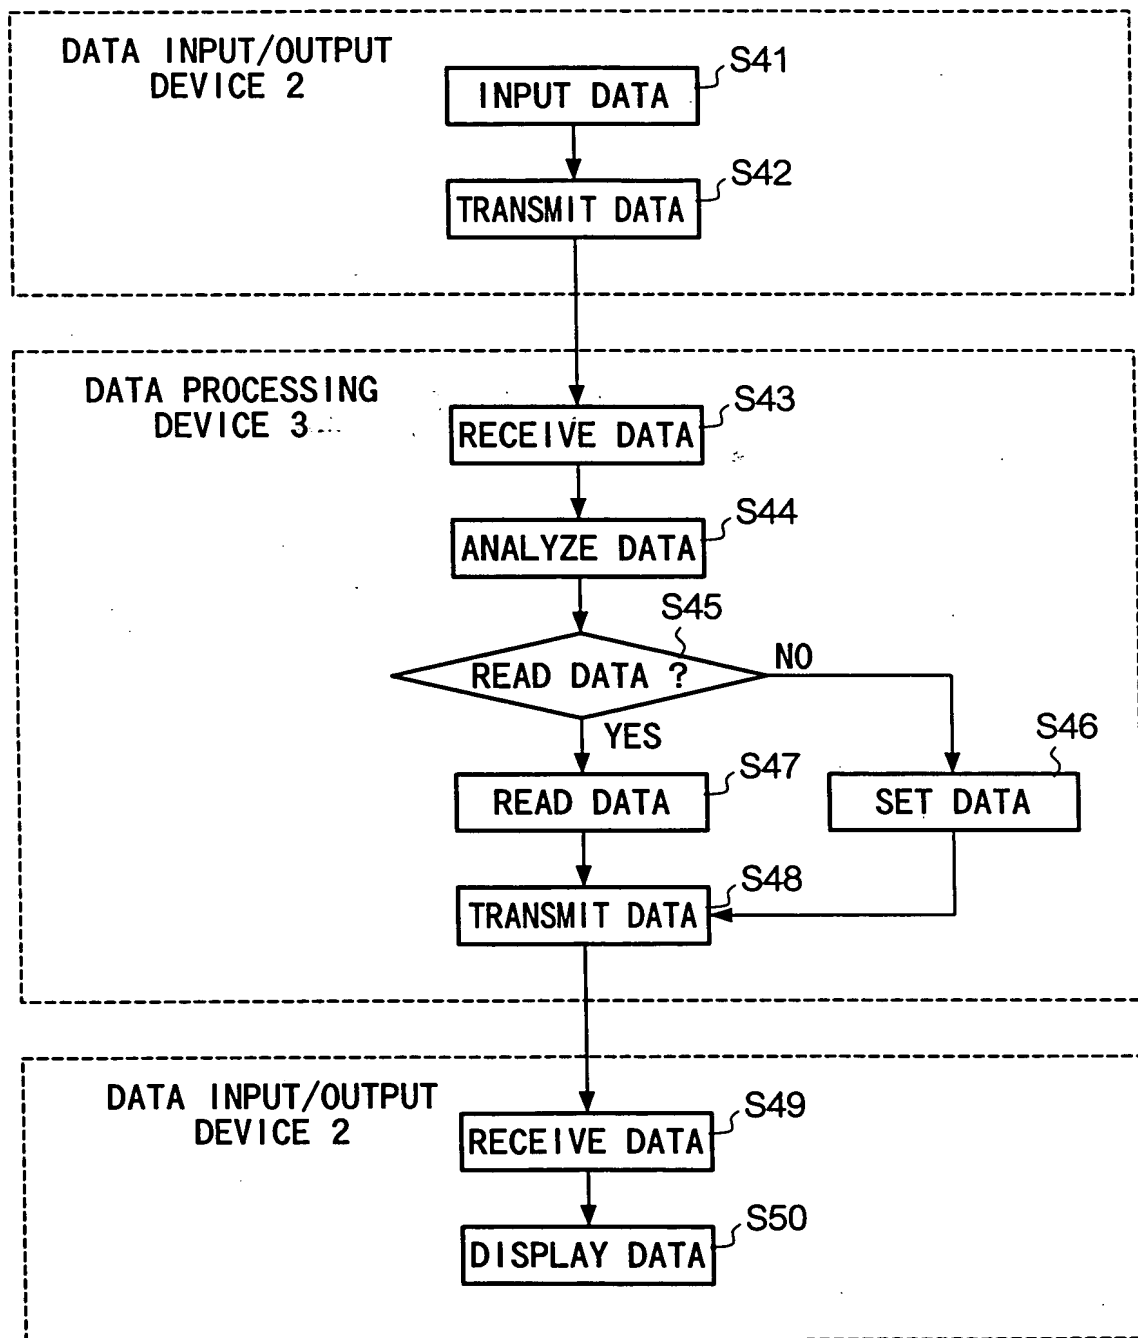 DATA INPUT/OUTPUT
DEVICE 2
S41
INPUT DATA
S42
TRANSMIT DATA
DATA PROCESSING
DEVICE 3
S43
RECEIVE DATA
S44
ANALYZE DATA
S45
READ DATA ?
NO
YES
S46
S47
READ DATA
SET DATA
S48
TRANSMIT DATA
DATA INPUT/OUTPUT
DEVICE 2
S49
RECEIVE DATA
S50
DISPLAY DATA